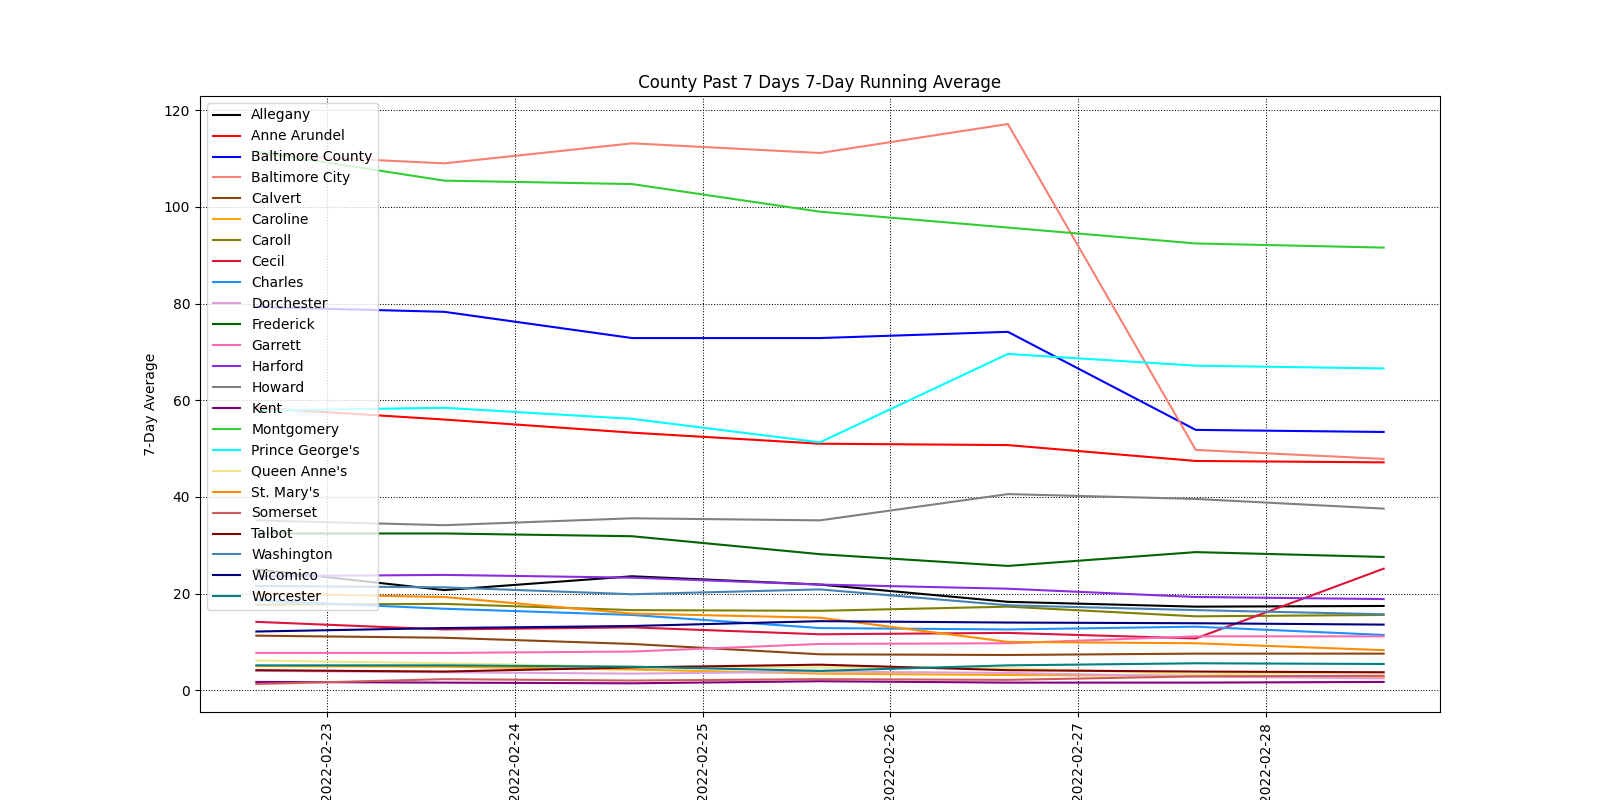 County Past 7 Days 7-Day Running Average
120
100
80
60
40
20
0
7-Day Average
Allegany
Anne Arundel
Baltimore County
Baltimore City
Calvert
Caroline
Caroll
Cecil
Charles
Dorchester
Frederick
Garrett
Harford
Howard
Kent
Montgomery
Prince George's
Queen Anne's
St. Mary's
Somerset
Talbot
Washington
Wicomico
Worcester
2022-02-23
2022-02-24
2022-02-25
2022-02-26
2022-02-27
2022-02-28